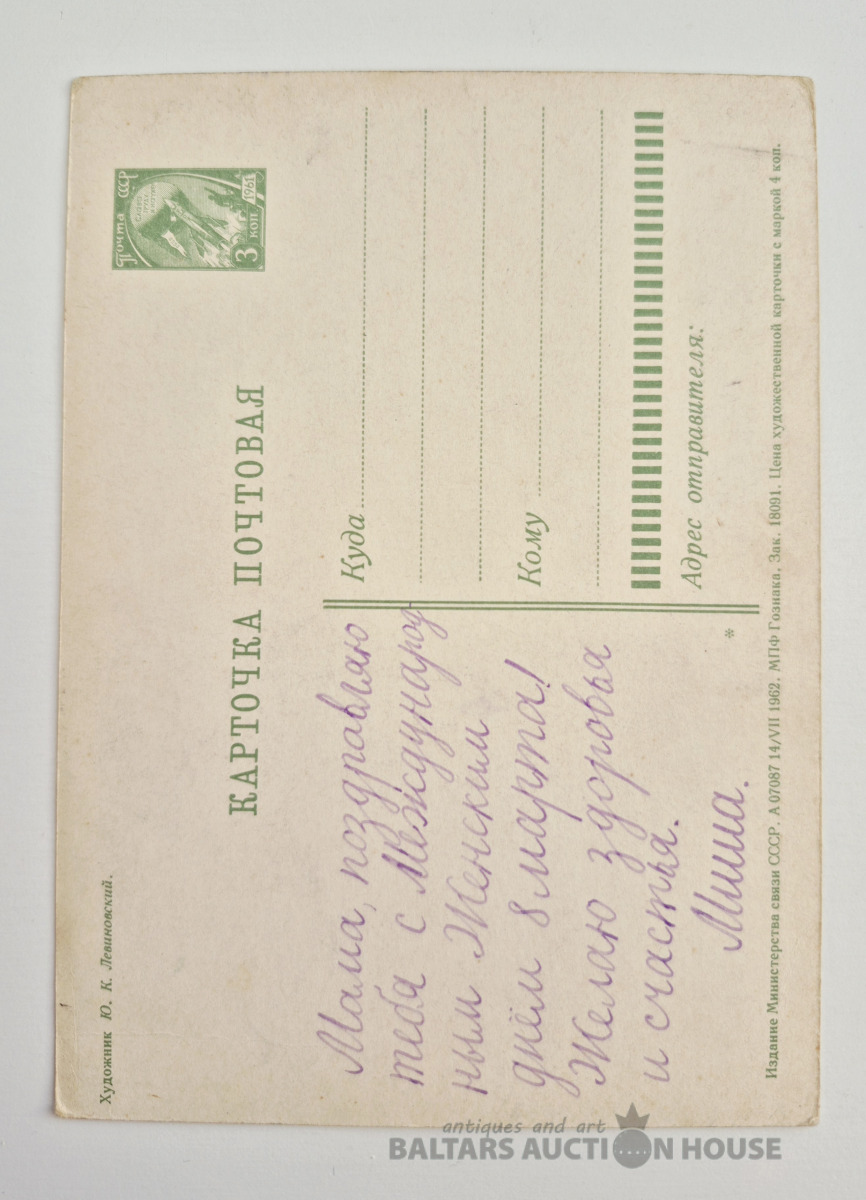 Художник Ю. К. Левиновский.
Почта СССР
1961
3 коп
КАРТОЧКА ПОЧТОВАЯ
Мама, поздравляю
тебя с Международ
ным Женским
днём 8 марта!
Желаю здоровья
и счастья.
Миша.
Куда
Кому
Адрес отправителя:
*
Издание Министерства связи СССР. А 07087 14/VII 1962. МПФ Гознака. Зак. 18091. Цена художественной карточки с маркой 4 коп.
antiques and art
BALTARS AUCTION HOUSE